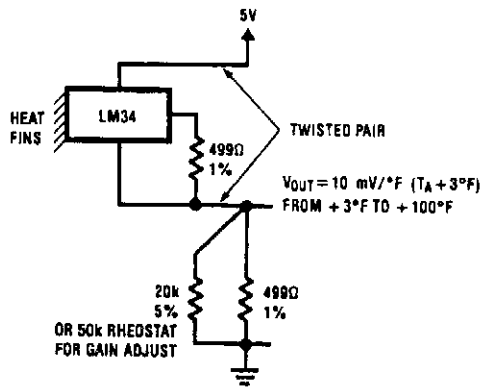 5V
HEAT
FINS
LM34
TWISTED PAIR
499Ω
1%
VOUT = 10 mV/°F (TA + 3°F)
FROM + 3°F TO + 100°F
20k
5%
499Ω
1%
OR 50k RHEOSTAT
FOR GAIN ADJUST